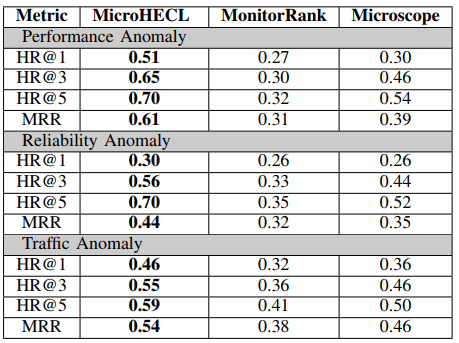 Metric MicroHECL MonitorRank Microscope
Performance Anomaly
HR@1 0.51 0.27 0.30
HR@3 0.65 0.30 0.46
HR@5 0.70 0.32 0.54
MRR 0.61 0.31 0.39
Reliability Anomaly
HR@1 0.30 0.26 0.26
HR@3 0.56 0.33 0.44
HR@5 0.70 0.35 0.52
MRR 0.44 0.32 0.35
Traffic Anomaly
HR@1 0.46 0.32 0.36
HR@3 0.55 0.36 0.46
HR@5 0.59 0.41 0.50
MRR 0.54 0.38 0.46